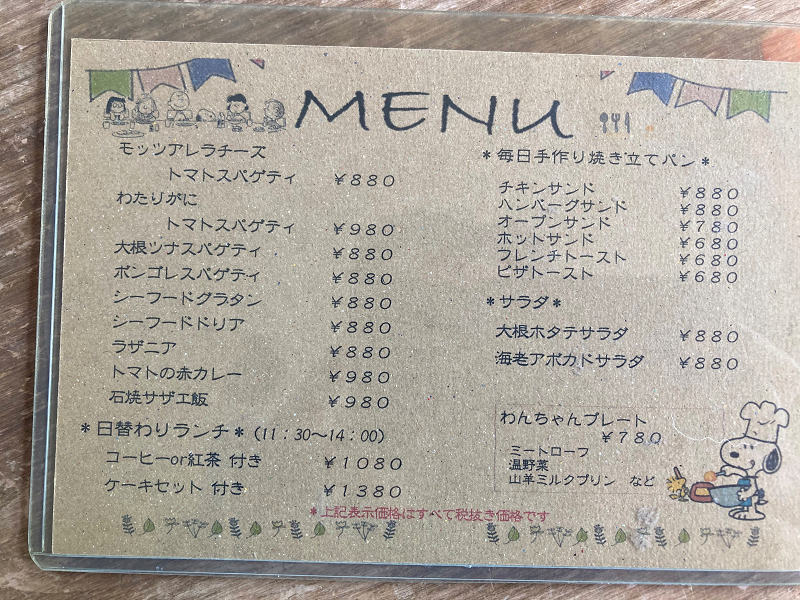 MENU
モッツアレラチーズ
トマトスパゲティ ￥８８０
わたりがに
トマトスパゲティ ￥９８０
大根ツナスパゲティ ￥８８０
ボンゴレスパゲティ ￥８８０
シーフードグラタン ￥８８０
シーフードドリア ￥８８０
ラザニア ￥８８０
トマトの赤カレー ￥９８０
石焼サザエ飯 ￥９８０
＊日替わりランチ＊（11：30～14：00）
コーヒーor紅茶 付き ￥１０８０
ケーキセット 付き ￥１３８０
＊毎日手作り焼き立てパン＊
チキンサンド ￥８８０
ハンバーグサンド ￥８８０
オープンサンド ￥７８０
ホットサンド ￥６８０
フレンチトースト ￥６８０
ピザトースト ￥６８０
＊サラダ＊
大根ホタテサラダ ￥８８０
海老アボカドサラダ ￥８８０
わんちゃんプレート
￥７８０
ミートローフ
温野菜
山羊ミルクプリン など
＊上記表示価格はすべて税抜き価格です